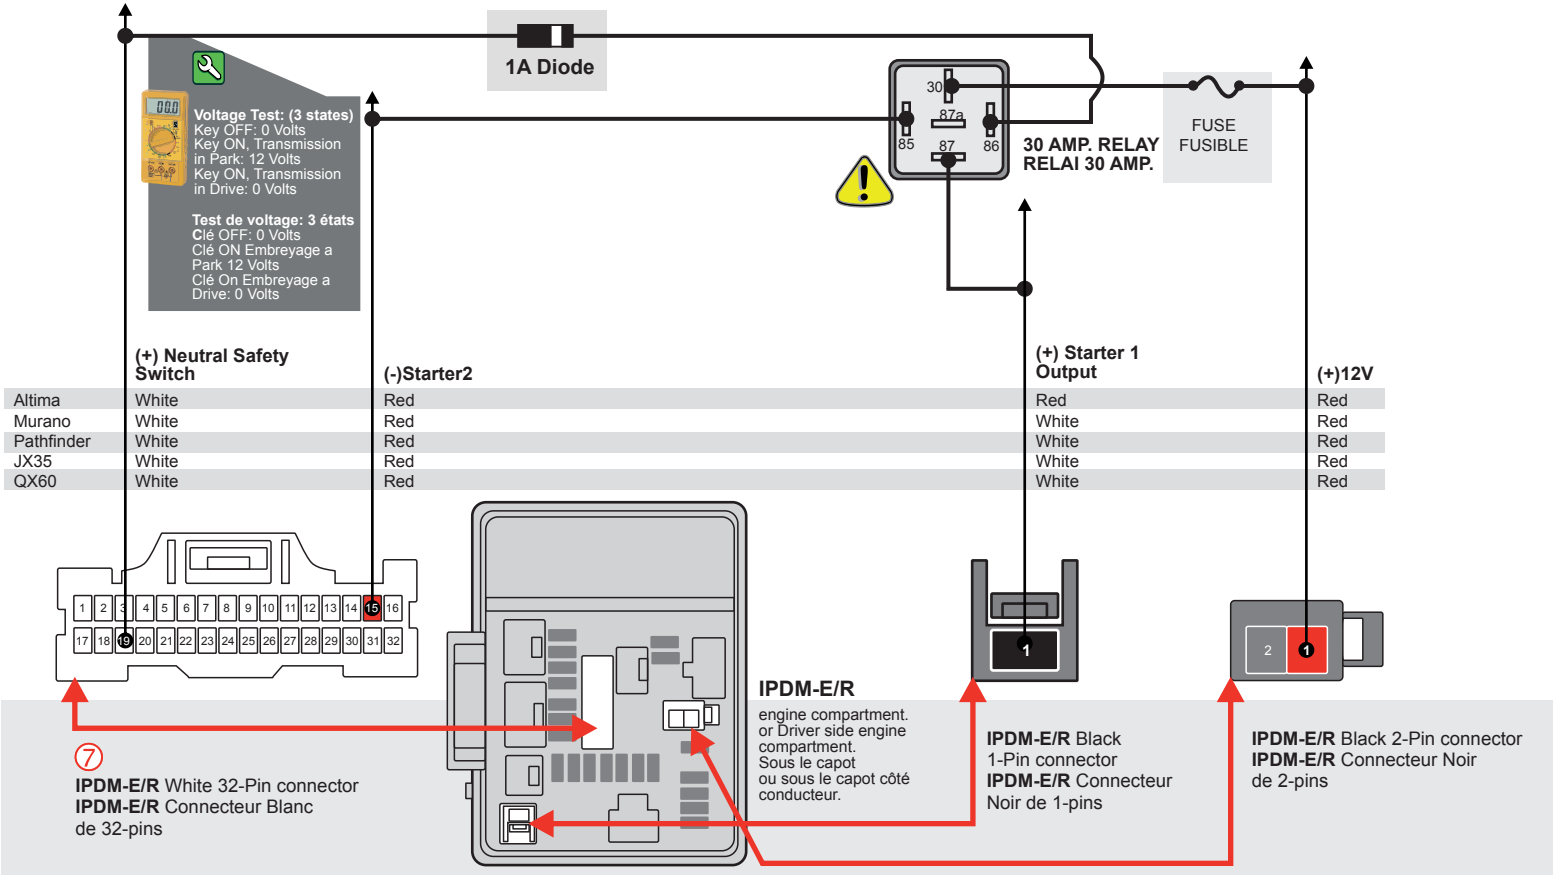 1A Diode
00.0
Voltage Test: (3 states)
Key OFF: 0 Volts
Key ON, Transmission
in Park: 12 Volts
Key ON, Transmission
in Drive: 0 Volts
Test de voltage: 3 états
Clé OFF: 0 Volts
Clé ON Embreyage a
Park 12 Volts
Clé On Embreyage a
Drive: 0 Volts
30
87a
85
87
86
30 AMP. RELAY
RELAI 30 AMP.
FUSE
FUSIBLE
(+) Neutral Safety
Switch
(-)Starter2
(+) Starter 1
Output
(+)12V
Altima White Red Red Red
Murano White Red White Red
Pathfinder White Red White Red
JX35 White Red White Red
QX60 White Red White Red
1 2 3 4 5 6 7 8 9 10 11 12 13 14 15 16
17 18 19 20 21 22 23 24 25 26 27 28 29 30 31 32
1
2 1
IPDM-E/R
engine compartment.
or Driver side engine
compartment.
Sous le capot
ou sous le capot côté
conducteur.
7
IPDM-E/R White 32-Pin connector
IPDM-E/R Connecteur Blanc
de 32-pins
IPDM-E/R Black
1-Pin connector
IPDM-E/R Connecteur
Noir de 1-pins
IPDM-E/R Black 2-Pin connector
IPDM-E/R Connecteur Noir
de 2-pins